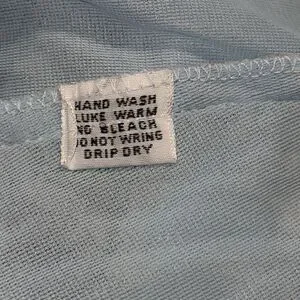 HAND WASH
LUKE WARM
NO BLEACH
DO NOT WRING
DRIP DRY